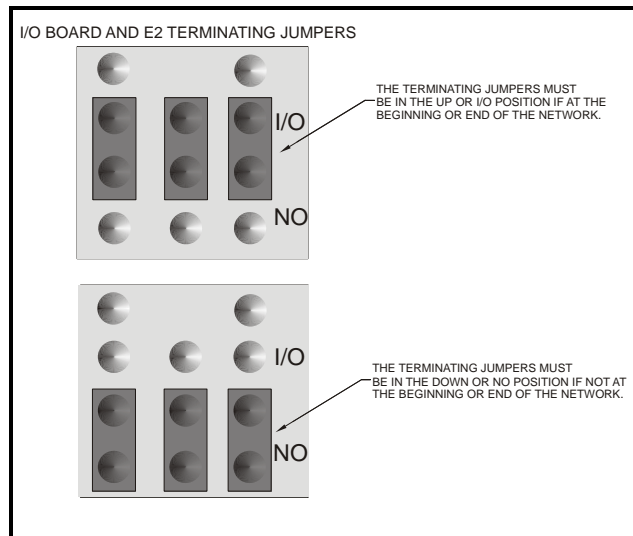 I/O BOARD AND E2 TERMINATING JUMPERS
I/O
NO
THE TERMINATING JUMPERS MUST
BE IN THE UP OR I/O POSITION IF AT THE
BEGINNING OR END OF THE NETWORK.
I/O
NO
THE TERMINATING JUMPERS MUST
BE IN THE DOWN OR NO POSITION IF NOT AT
THE BEGINNING OR END OF THE NETWORK.